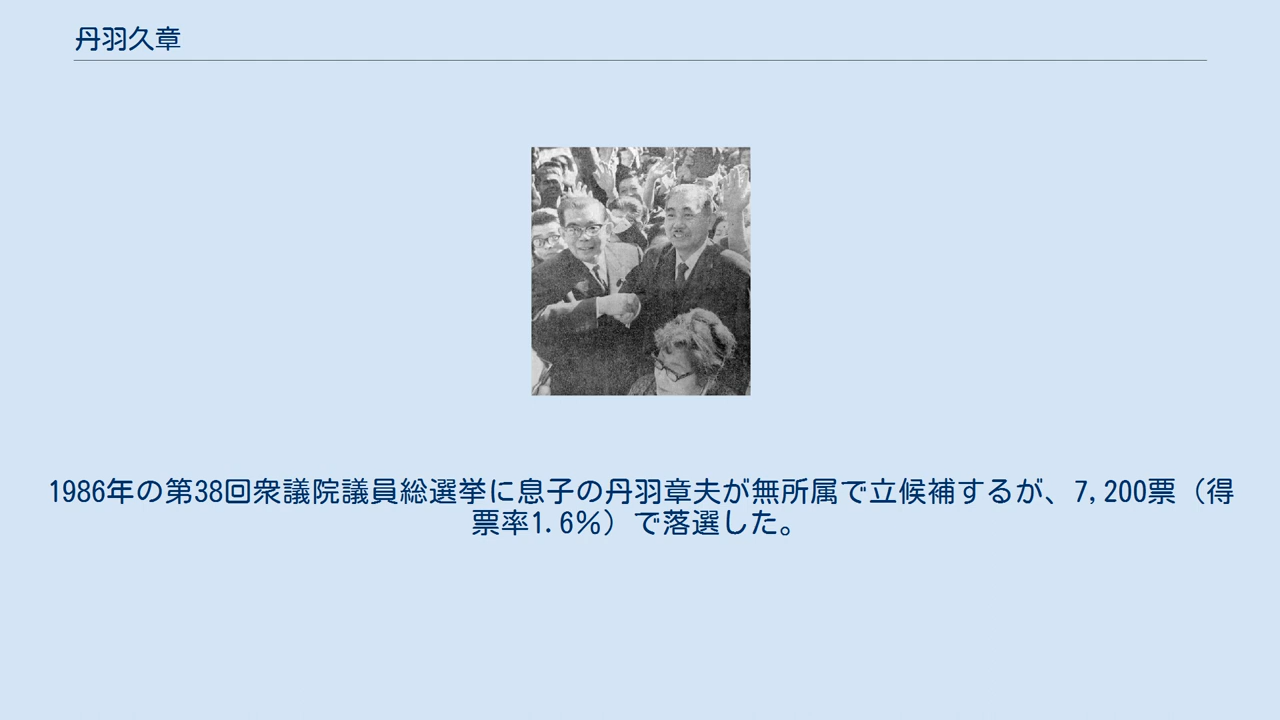 丹羽久章
1986年の第38回衆議院議員総選挙に息子の丹羽章夫が無所属で立候補するが、7,200票（得
票率1.6％）で落選した。